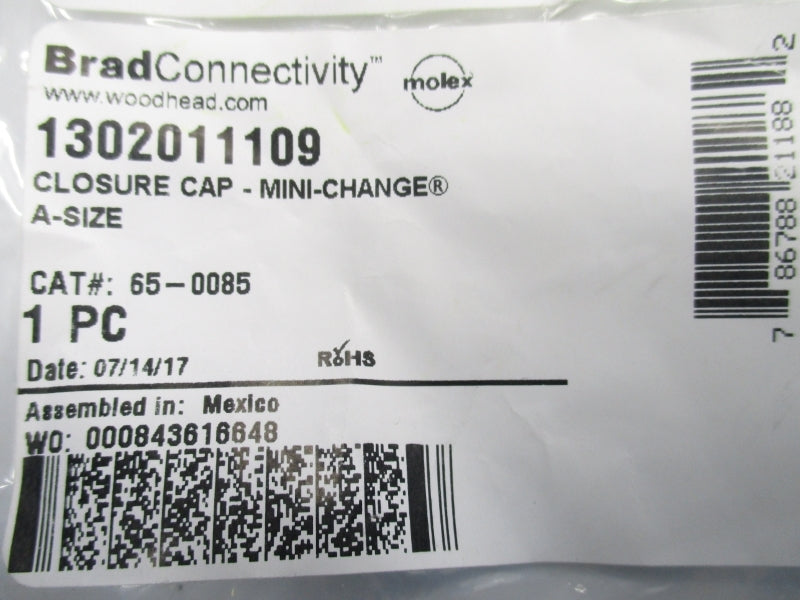 BradConnectivity™ molex
www.woodhead.com
1302011109
CLOSURE CAP - MINI-CHANGE®
A-SIZE
CAT#: 65-0085
1 PC
Date: 07/14/17 RoHS
Assembled in: Mexico
WO: 000843616648
7 86788 21188 2